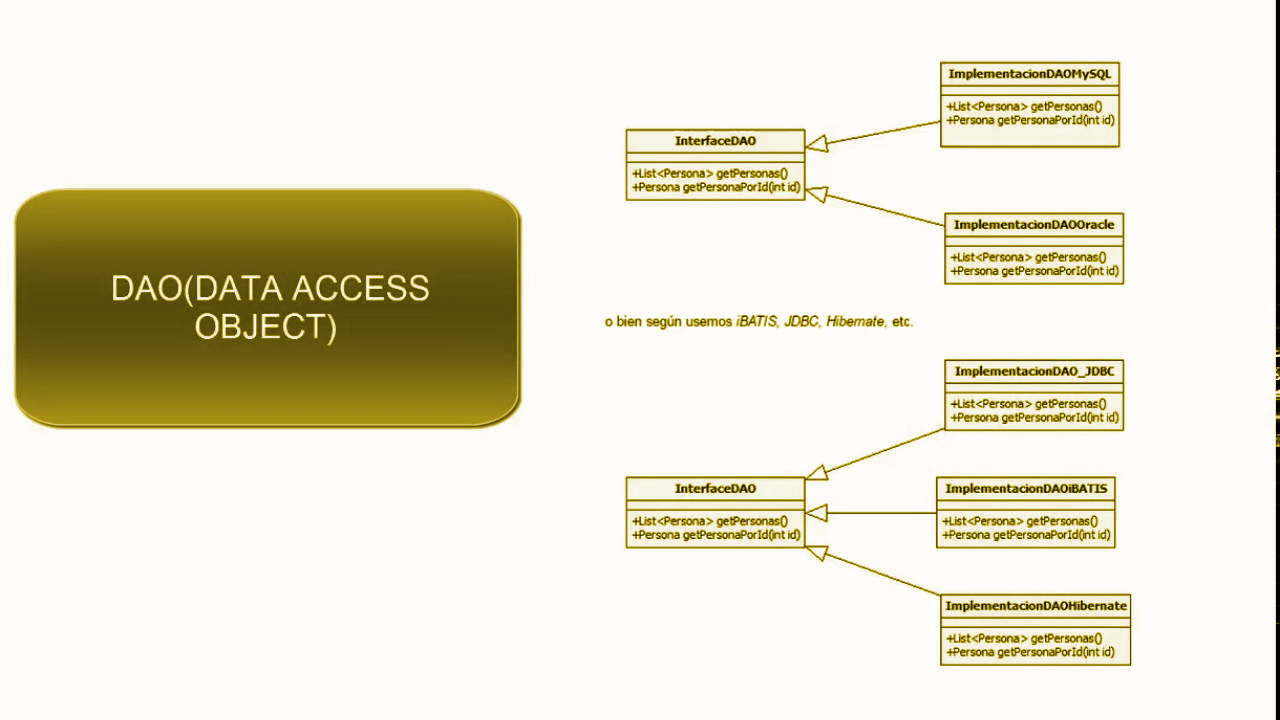 DAO(DATA ACCESS
OBJECT)
ImplementacionDAOMySQL
+List<Persona> getPersonas()
+Persona getPersonaPorId(int id)
InterfaceDAO
+List<Persona> getPersonas()
+Persona getPersonaPorId(int id)
ImplementacionDAOOracle
+List<Persona> getPersonas()
+Persona getPersonaPorId(int id)
o bien según usemos iBATIS, JDBC, Hibernate, etc.
ImplementacionDAO_JDBC
+List<Persona> getPersonas()
+Persona getPersonaPorId(int id)
InterfaceDAO
+List<Persona> getPersonas()
+Persona getPersonaPorId(int id)
ImplementacionDAOiBATIS
+List<Persona> getPersonas()
+Persona getPersonaPorId(int id)
ImplementacionDAOHibernate
+List<Persona> getPersonas()
+Persona getPersonaPorId(int id)